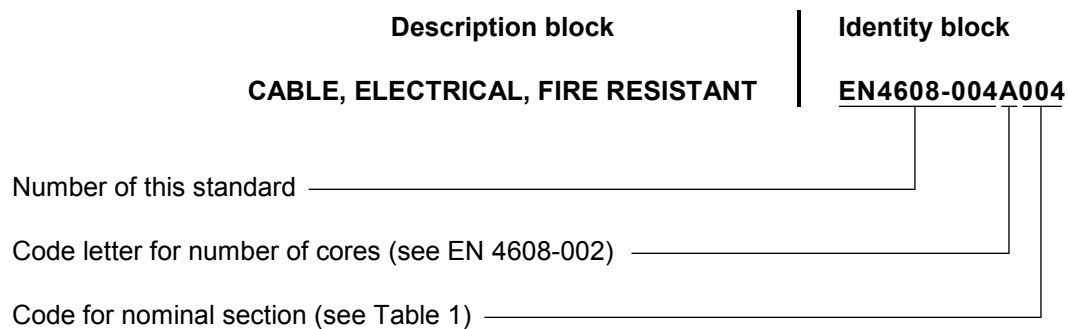 Description block Identity block
CABLE, ELECTRICAL, FIRE RESISTANT EN4608-004A004
Number of this standard
Code letter for number of cores (see EN 4608-002)
Code for nominal section (see Table 1)